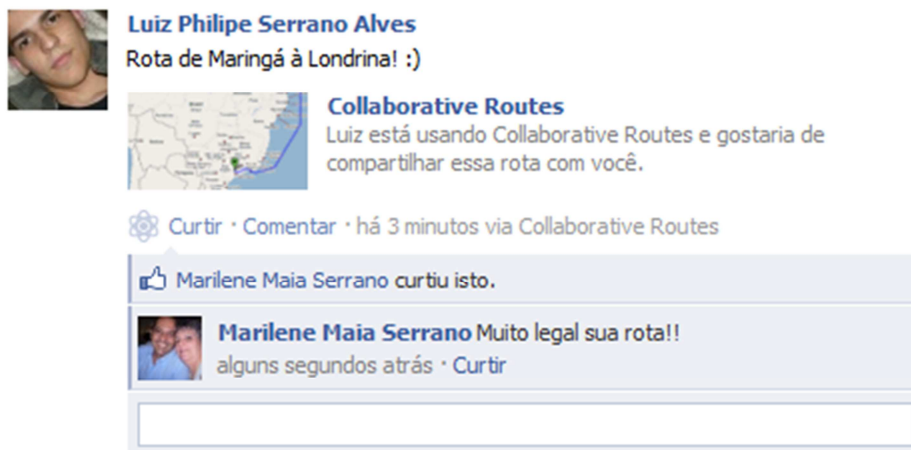 Luiz Philipe Serrano Alves
Rota de Maringá à Londrina! :)
Collaborative Routes
Luiz está usando Collaborative Routes e gostaria de
compartilhar essa rota com você.
Curtir · Comentar · há 3 minutos via Collaborative Routes
Marilene Maia Serrano curtiu isto.
Marilene Maia Serrano Muito legal sua rota!!
alguns segundos atrás · Curtir